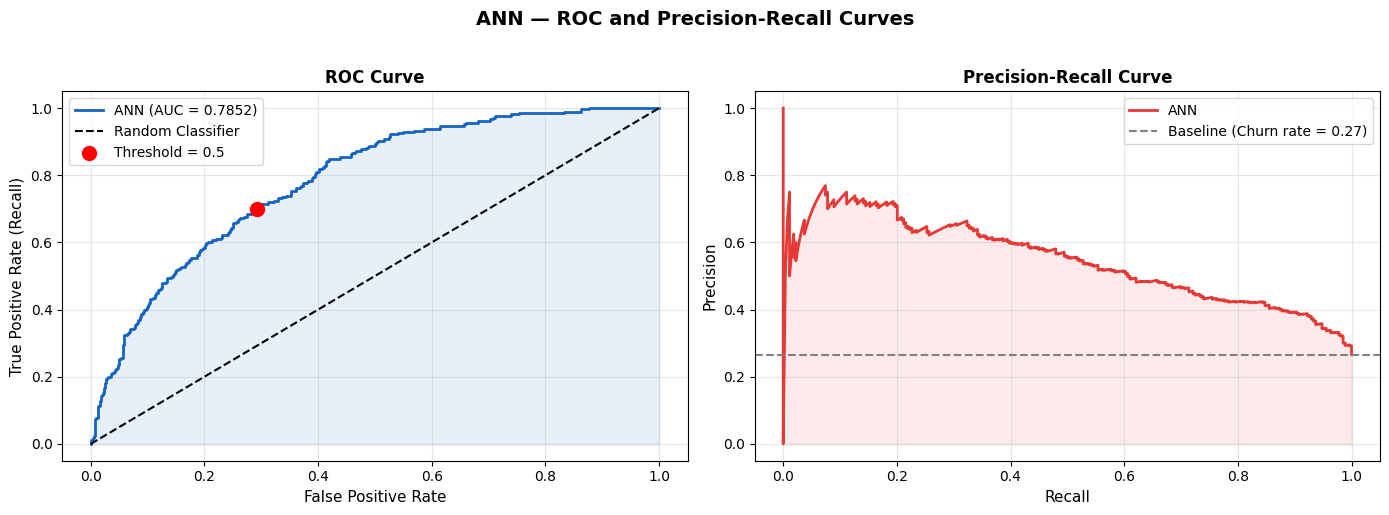 ANN — ROC and Precision-Recall Curves
ROC Curve
ANN (AUC = 0.7852)
Random Classifier
Threshold = 0.5
True Positive Rate (Recall)
1.0
0.8
0.6
0.4
0.2
0.0
0.0 0.2 0.4 0.6 0.8 1.0
False Positive Rate
Precision-Recall Curve
ANN
Baseline (Churn rate = 0.27)
Precision
1.0
0.8
0.6
0.4
0.2
0.0
0.0 0.2 0.4 0.6 0.8 1.0
Recall